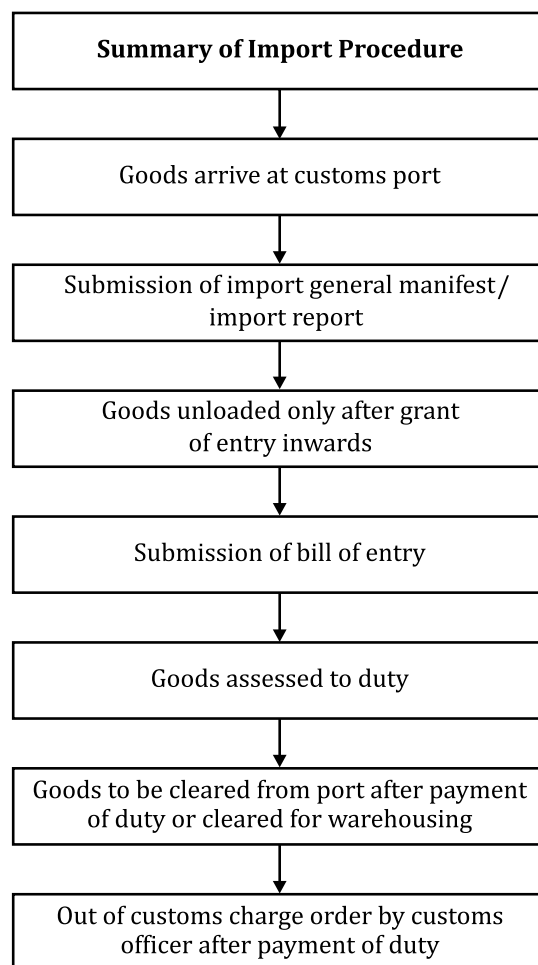 Summary of Import Procedure
Goods arrive at customs port
Submission of import general manifest/
import report
Goods unloaded only after grant
of entry inwards
Submission of bill of entry
Goods assessed to duty
Goods to be cleared from port after payment
of duty or cleared for warehousing
Out of customs charge order by customs
officer after payment of duty